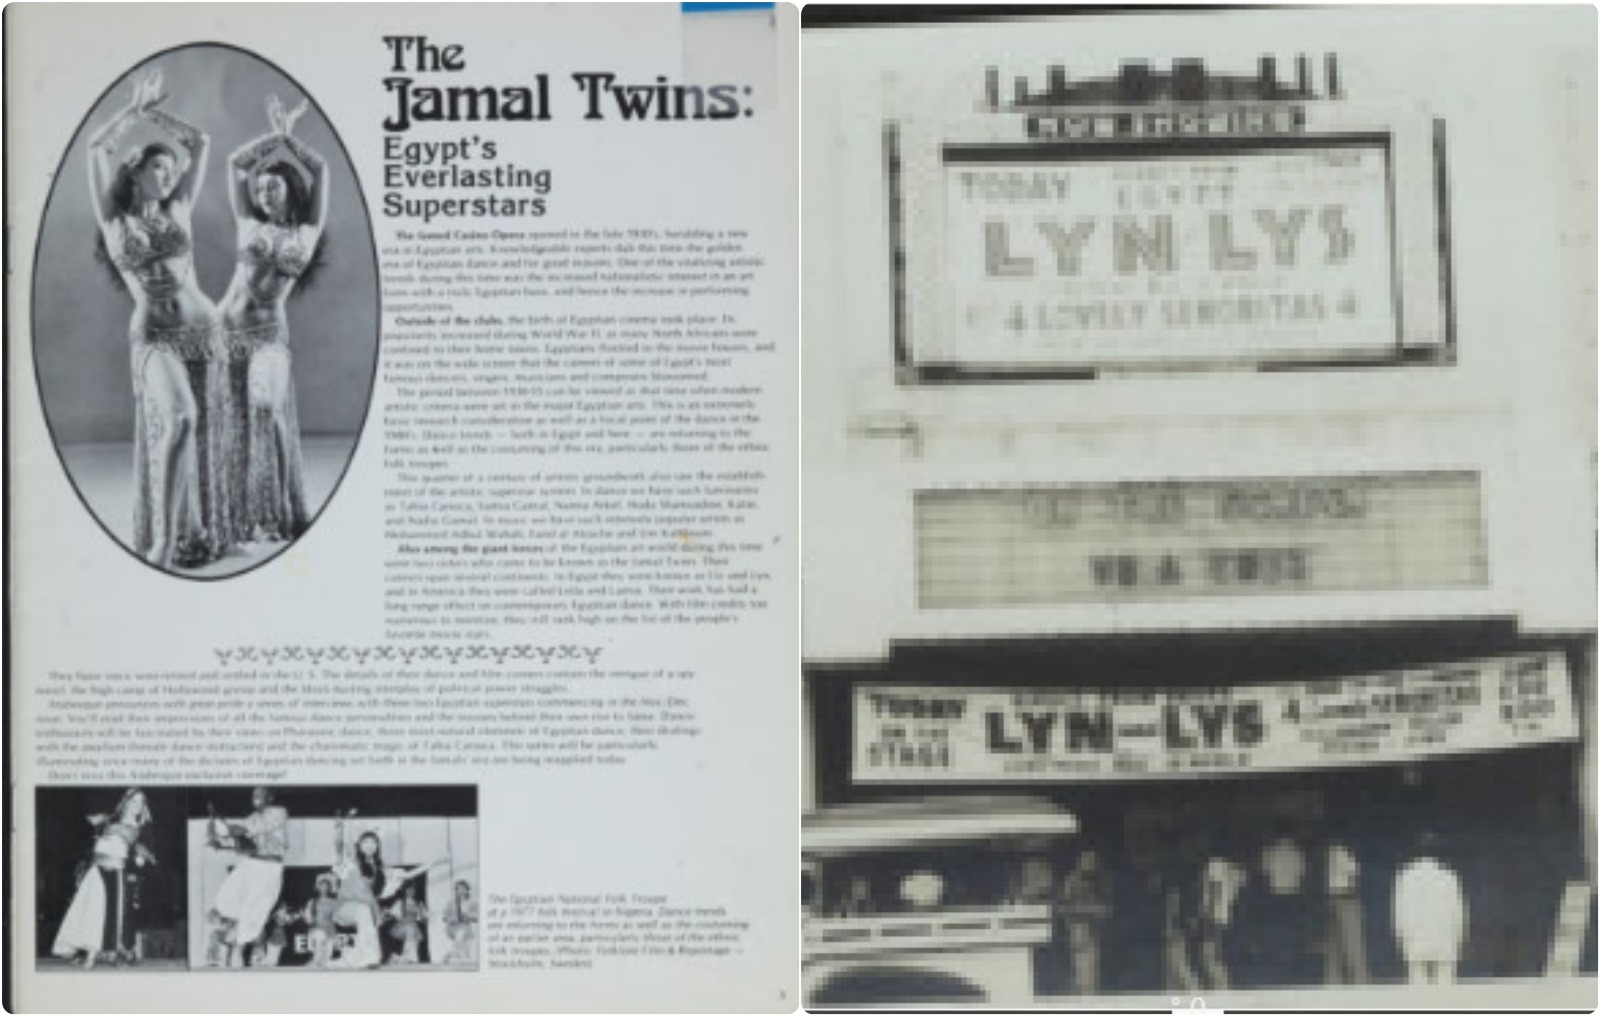 The
Jamal Twins:
Egypt's
Everlasting
Superstars
The famed Casino Opera opened in the late 1930's, heralding a new
era in Egyptian arts. Knowledgeable experts dub this time the golden
era of Egyptian dance and for good reasons. One of the vitalizing artistic
trends during this time was the increased nationalistic interest in an art
form with a truly Egyptian base, and hence the increase in performing
opportunities.
Outside of the clubs, the birth of Egyptian cinema took place. Its
popularity increased during World War II, as many North Africans were
confined to their home towns. Egyptians flocked to the movie houses, and
it was on the wide screen that the careers of some of Egypt's most
famous dancers, singers, musicians and composers blossomed.
The period between 1930-55 can be viewed as that time when modern
artistic criteria were set in the major Egyptian arts. This is an extremely
basic research consideration as well as a focal point of the dance in the
1980's. Dance trends — both in Egypt and here — are returning to the
forms as well as the costuming of this era, particularly those of the ethnic
folk troupes.
This quarter of a century of artistic groundwork also saw the establish-
ment of the artistic superstar system. In dance we have such luminaries
as Tahia Carioca, Samia Gamal, Naima Akef, Hoda Shamsadine, Katie,
and Nadia Gamal. In music we have such intensely popular artists as
Mohammed Abdul Wahab, Farid al Atrache and Um Kalthoum.
Also among the giant forces of the Egyptian art world during this time
were two sisters who came to be known as the Jamal Twins. Their
careers span several continents. In Egypt they were known as Liz and Lyn,
and in America they were called Leila and Lamia. Their work has had a
long range effect on contemporary Egyptian dance. With film credits too
numerous to mention, they still rank high on the list of the people's
favorite movie stars.
They have since semi-retired and settled in the U.S. The details of their dance and film careers contain the intrigue of a spy
novel, the high camp of Hollywood gossip and the block-busting interplay of political power struggles.
Arabesque announces with great pride a series of interviews with these two Egyptian superstars commencing in the Nov.-Dec.
issue. You'll read their impressions of all the famous dance personalities and the reasons behind their own rise to fame. Dance
enthusiasts will be fascinated by their views on Pharaonic dance, those most natural elements of Egyptian dance, their dealings
with the awalim (female dance instructors) and the charismatic magic of Tahia Carioca. This series will be particularly
illuminating since many of the dictates of Egyptian dancing set forth in the Jamals' era are being reapplied today.
Don't miss this Arabesque exclusive coverage!
EGYPT
The Egyptian National Folk Troupe
at a 1977 folk festival in Nigeria. Dance trends
are returning to the forms as well as the costuming
of an earlier area, particularly those of the ethnic
folk troupes. (Photo: Folklore Film & Reportage —
Stockholm, Sweden)
NOW SHOWING
TODAY
EGYPT
LYN LYS
4 LOVELY SENORITAS 4
TODAY
ON THE
STAGE
LYN and LYS
4 SENORITAS